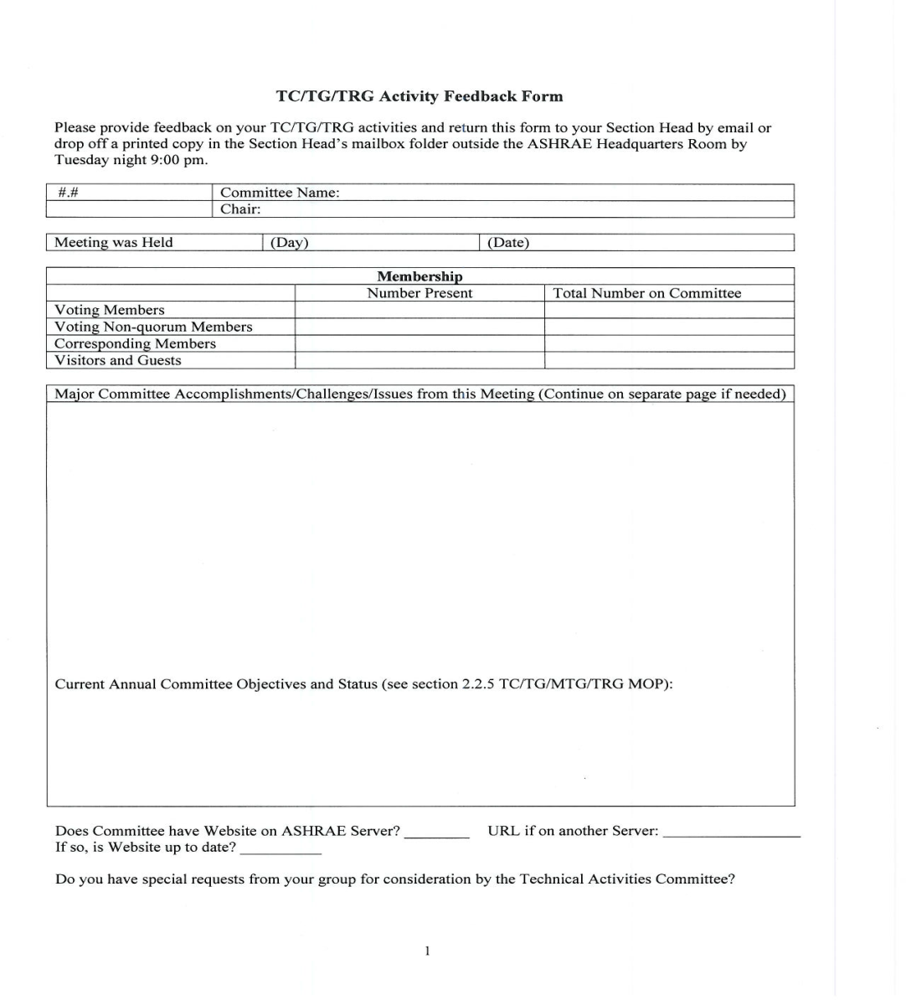 TC/TG/TRG Activity Feedback Form
Please provide feedback on your TC/TG/TRG activities and return this form to your Section Head by email or
drop off a printed copy in the Section Head's mailbox folder outside the ASHRAE Headquarters Room by
Tuesday night 9:00 pm.
#.# Committee Name:
Chair:
Meeting was Held (Day) (Date)
Membership
Number Present Total Number on Committee
Voting Members
Voting Non-quorum Members
Corresponding Members
Visitors and Guests
Major Committee Accomplishments/Challenges/Issues from this Meeting (Continue on separate page if needed)
Current Annual Committee Objectives and Status (see section 2.2.5 TC/TG/MTG/TRG MOP):
Does Committee have Website on ASHRAE Server? ________ URL if on another Server: _________________
If so, is Website up to date? __________
Do you have special requests from your group for consideration by the Technical Activities Committee?
1